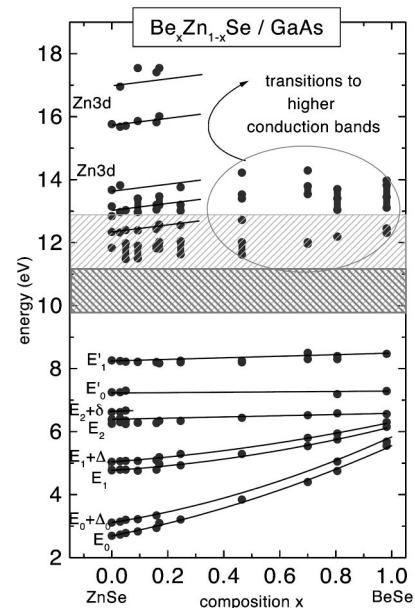 BeₓZn₁₋ₓSe / GaAs
18
16
14
12
10
8
6
4
2
energy (eV)
Zn3d
Zn3d
transitions to
higher
conduction bands
E'₁
E'₀
E₂+δ
E₂
E₁+Δ
E₁
E₀+Δ₀
E₀
0.0
0.2
0.4
0.6
0.8
1.0
ZnSe
composition x
BeSe